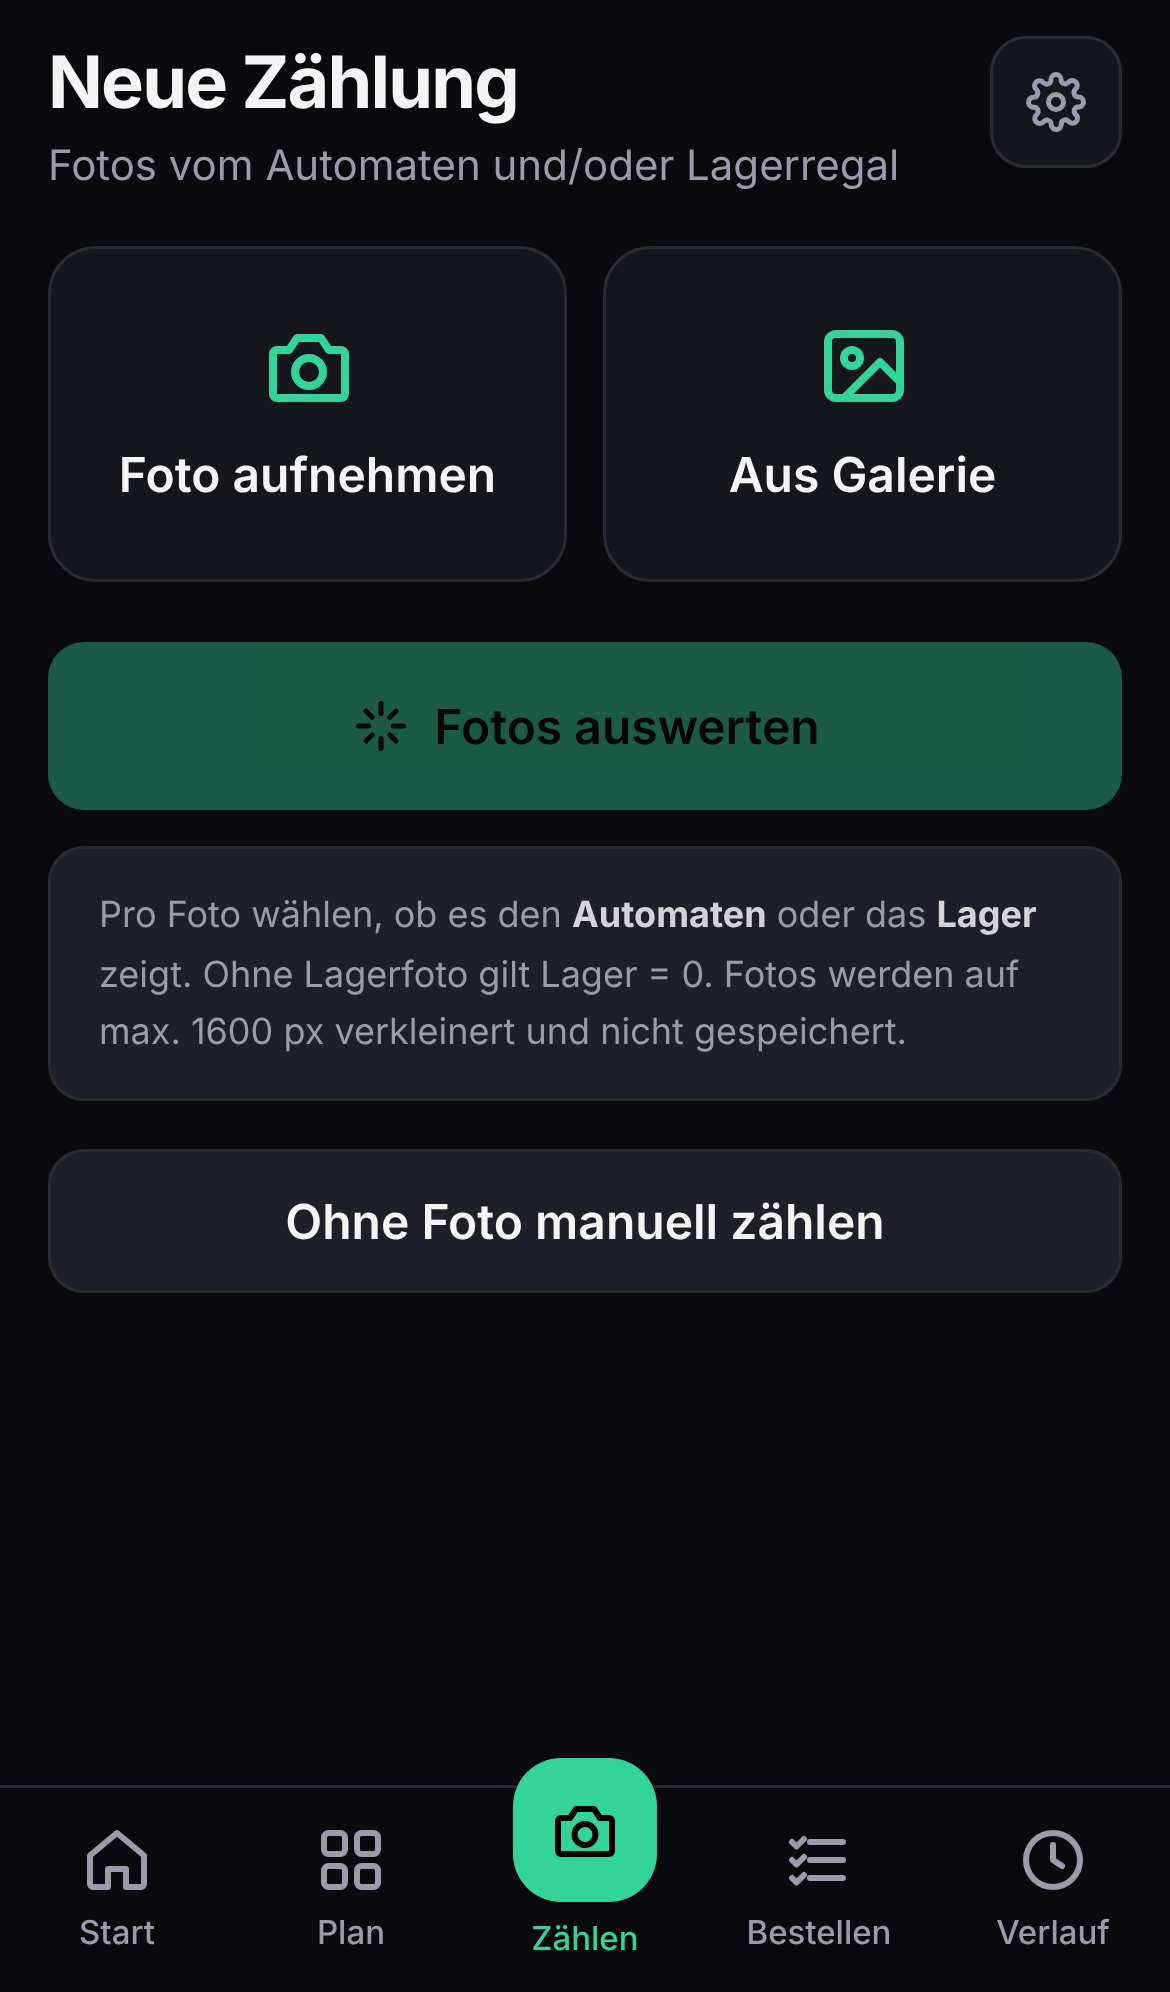 Neue Zählung
Fotos vom Automaten und/oder Lagerregal
Foto aufnehmen
Aus Galerie
Fotos auswerten
Pro Foto wählen, ob es den Automaten oder das Lager
zeigt. Ohne Lagerfoto gilt Lager = 0. Fotos werden auf
max. 1600 px verkleinert und nicht gespeichert.
Ohne Foto manuell zählen
Start
Plan
Zählen
Bestellen
Verlauf